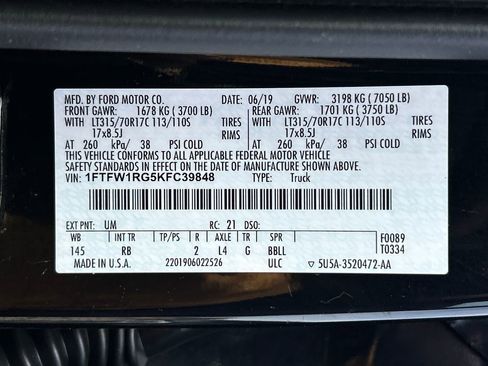 MFD. BY FORD MOTOR CO. DATE: 06/19 GVWR: 3198 KG ( 7050 LB)
FRONT GAWR: 1678 KG ( 3700 LB) REAR GAWR: 1701 KG ( 3750 LB)
LT315/70R17C 113/110S TIRES LT315/70R17C 113/110S TIRES
17x8.5J RIMS 17x8.5J RIMS
AT 260 kPa/ 38 PSI COLD AT 260 kPa/ 38 PSI COLD
THIS VEHICLE CONFORMS TO ALL APPLICABLE FEDERAL MOTOR VEHICLE
SAFETY STANDARDS IN EFFECT ON THE DATE OF MANUFACTURE SHOWN ABOVE.
VIN: 1FTFW1RG5KFC39848 TYPE: Truck
EXT PNT: UM RC: 21 DSO:
WB INT TR TP/PS R AXLE TR SPR F0089
145 RB 2 L4 G BBLL T0334
MADE IN U.S.A. 2201906022526 ULC 5U5A-3520472-AA